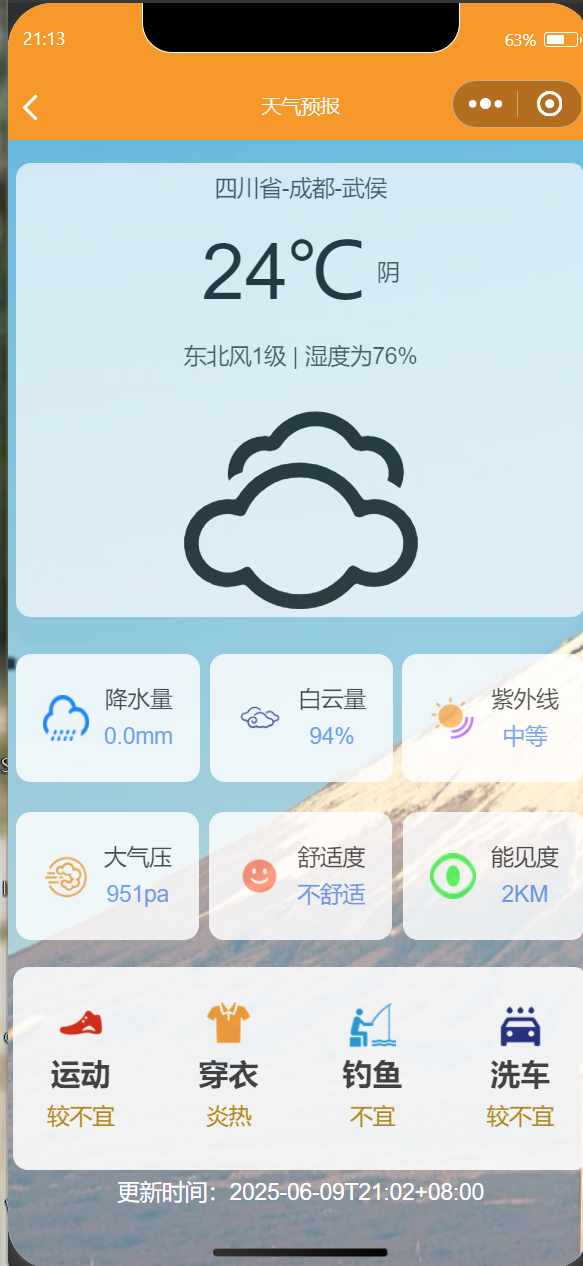 21:13
63%
天气预报
四川省-成都-武侯
24℃ 阴
东北风1级 | 湿度为76%
降水量
0.0mm
白云量
94%
紫外线
中等
大气压
951pa
舒适度
不舒适
能见度
2KM
运动
较不宜
穿衣
炎热
钓鱼
不宜
洗车
较不宜
更新时间：2025-06-09T21:02+08:00